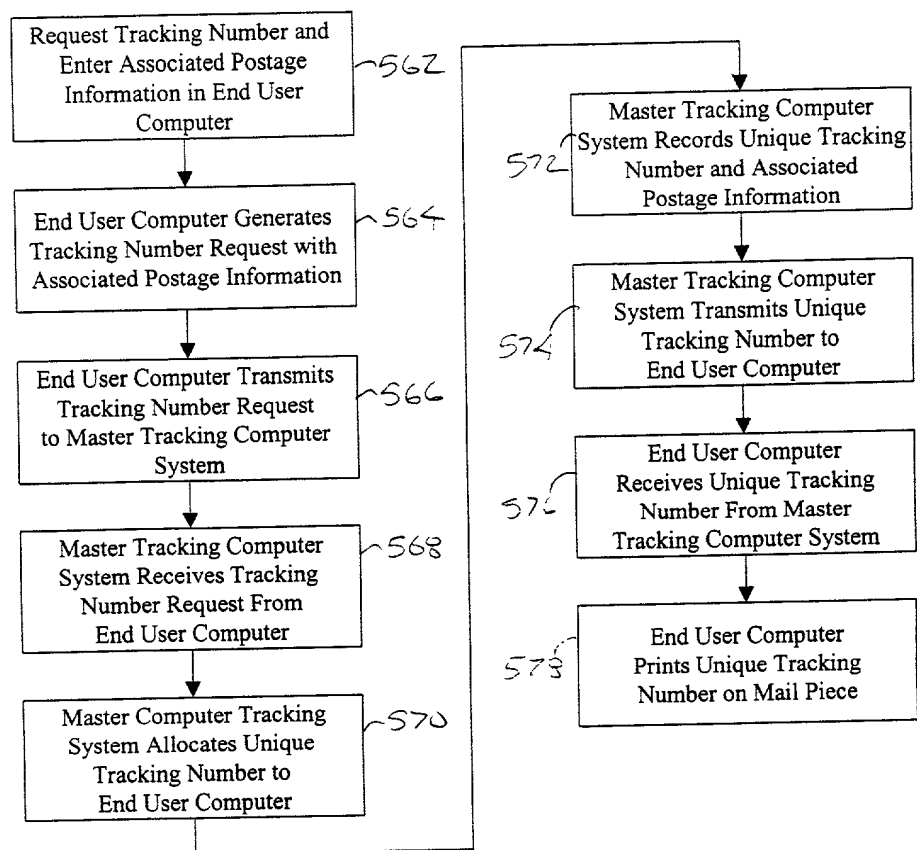 Request Tracking Number and
Enter Associated Postage
Information in End User
Computer
562
End User Computer Generates
Tracking Number Request with
Associated Postage Information
564
End User Computer Transmits
Tracking Number Request
to Master Tracking Computer
System
566
Master Tracking Computer
System Receives Tracking
Number Request From
End User Computer
568
Master Computer Tracking
System Allocates Unique
Tracking Number to
End User Computer
570
Master Tracking Computer
System Records Unique Tracking
Number and Associated
Postage Information
572
Master Tracking Computer
System Transmits Unique
Tracking Number to
End User Computer
574
End User Computer
Receives Unique Tracking
Number From Master
Tracking Computer System
576
End User Computer
Prints Unique Tracking
Number on Mail Piece
578